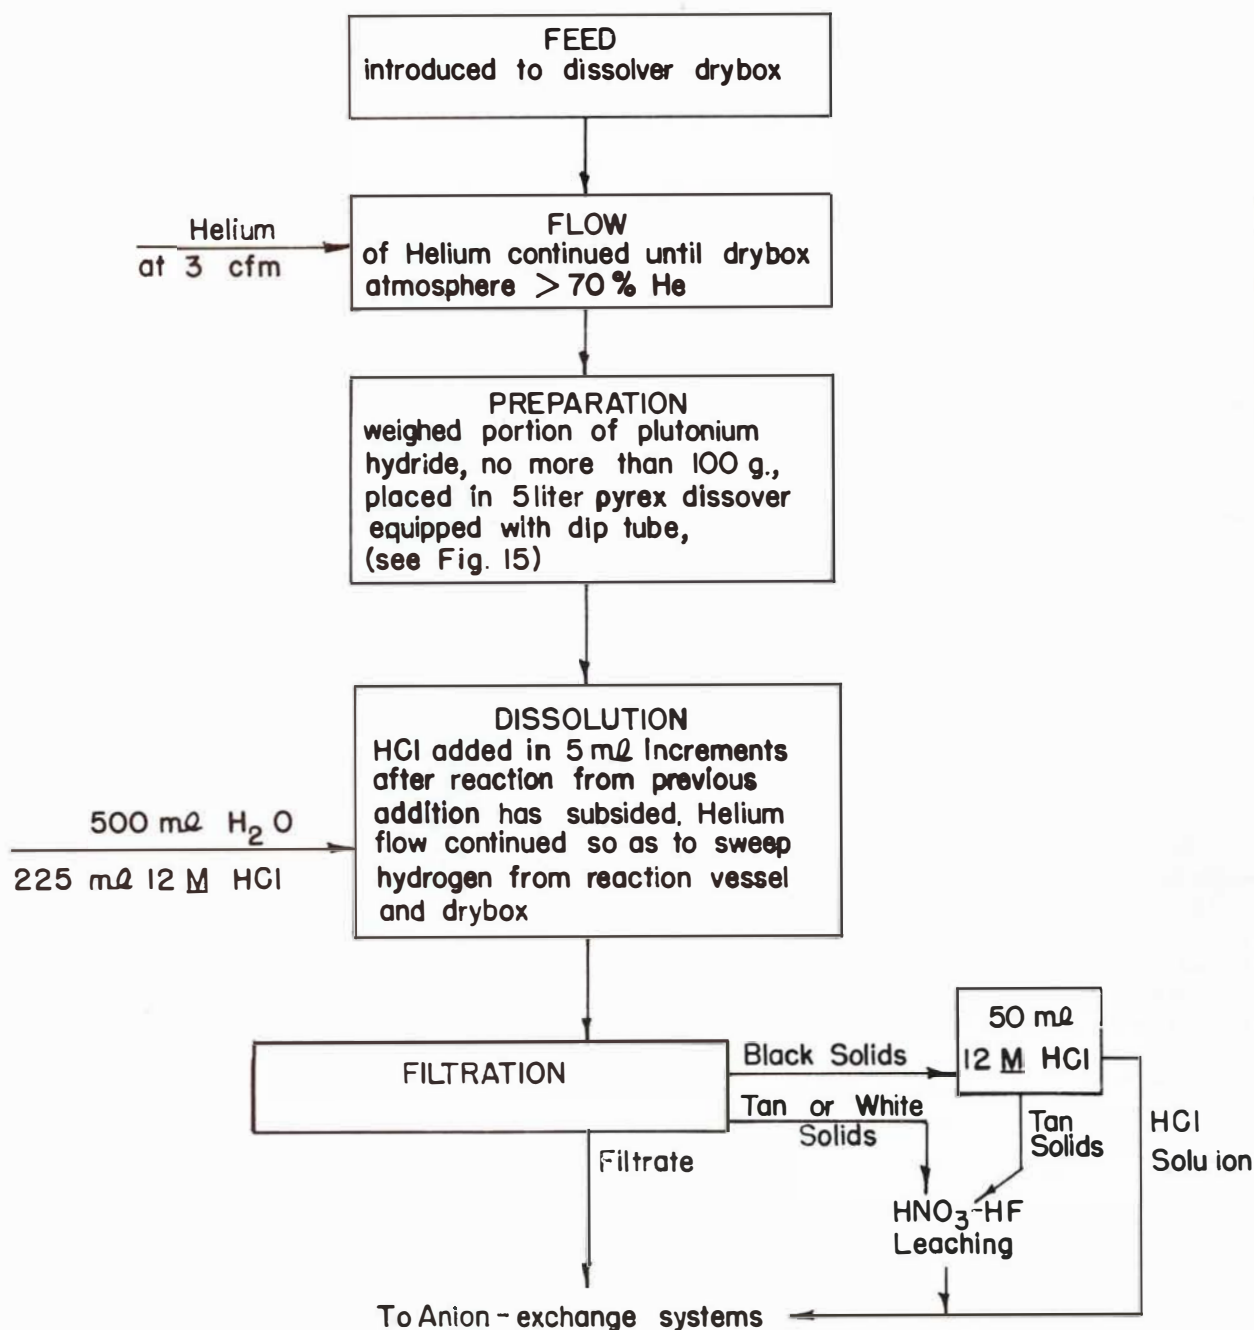 FEED
introduced to dissolver drybox
Helium
at 3 cfm
FLOW
of Helium continued until drybox
atmosphere > 70% He
PREPARATION
weighed portion of plutonium
hydride, no more than 100 g.,
placed in 5 liter pyrex dissover
equipped with dip tube,
(see Fig. 15)
500 ml H2O
225 ml 12 M HCl
DISSOLUTION
HCl added in 5 ml Increments
after reaction from previous
addition has subsided. Helium
flow continued so as to sweep
hydrogen from reaction vessel
and drybox
FILTRATION
Black Solids
50 ml
12 M HCl
Tan or White
Solids
Tan
Solids
HCl
Solu ion
Filtrate
HNO3-HF
Leaching
To Anion-exchange systems